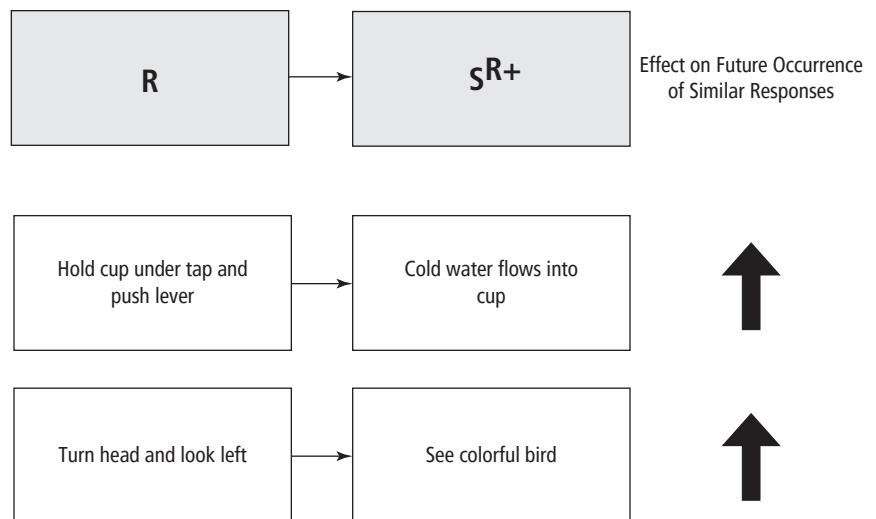 R
SR+
Effect on Future Occurrence
of Similar Responses
Hold cup under tap and
push lever
Cold water flows into
cup
Turn head and look left
See colorful bird